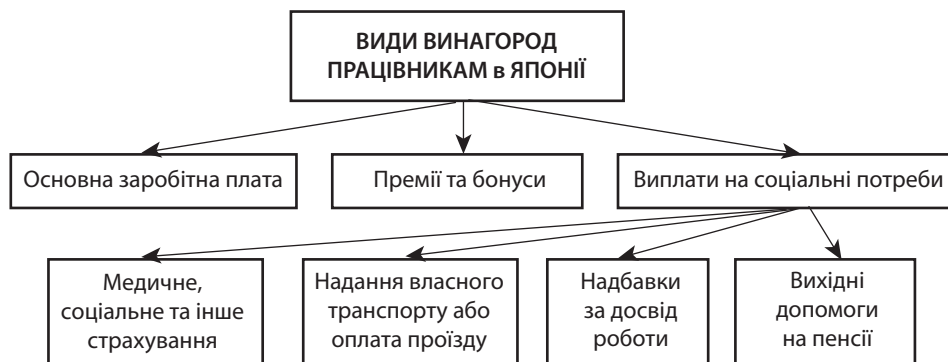 ВИДИ ВИНАГОРОД
ПРАЦІВНИКАМ в ЯПОНІЇ
Основна заробітна плата
Премії та бонуси
Виплати на соціальні потреби
Медичне,
соціальне та інше
страхування
Надання власного
транспорту або
оплата проїзду
Надбавки
за досвід
роботи
Вихідні
допомоги
на пенсії